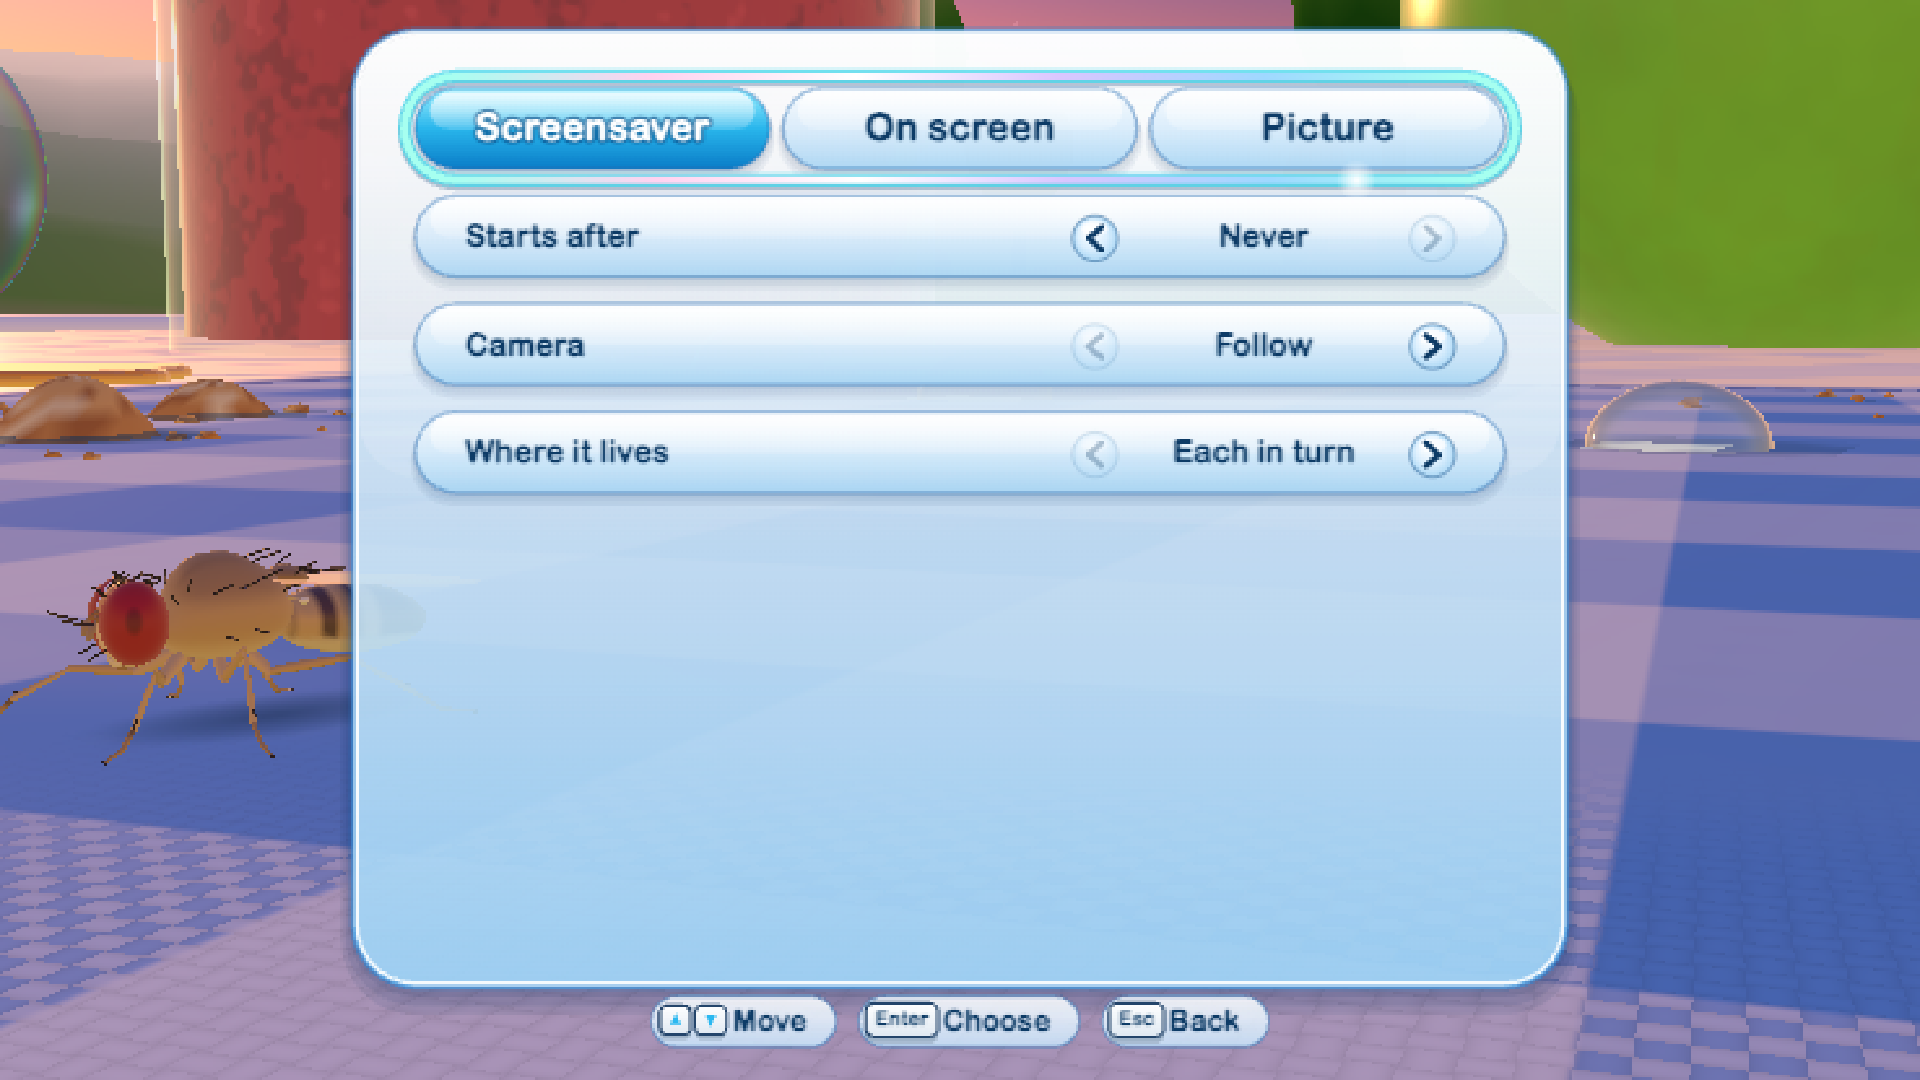 Screensaver On screen Picture
Starts after Never
Camera Follow
Where it lives Each in turn
Move Enter Choose Esc Back